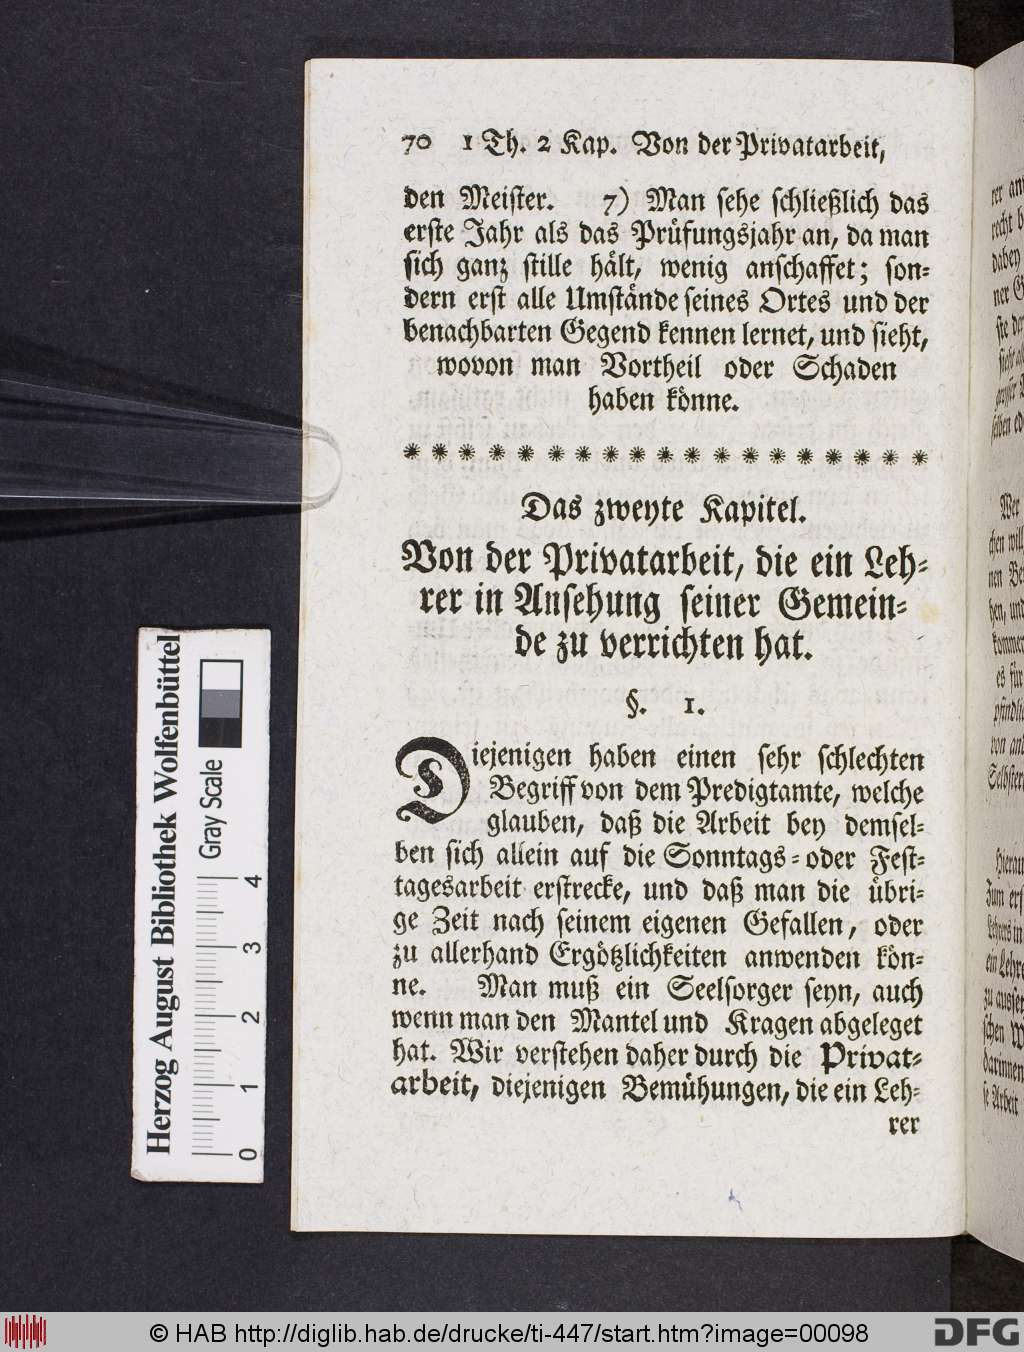 70 1 Th. 2 Kap. Von der Privatarbeit,
den Meister. 7) Man sehe schließlich das
erste Jahr als das Prüfungsjahr an, da man
sich ganz stille hält, wenig anschaffet; son-
dern erst alle Umstände seines Ortes und der
benachbarten Gegend kennen lernet, und sieht,
wovon man Vortheil oder Schaden
haben könne.
* * * * * * * * * * * * * * * * * * *
Das zweyte Kapitel.
Von der Privatarbeit, die ein Leh-
rer in Ansehung seiner Gemein-
de zu verrichten hat.
§. 1.
Diejenigen haben einen sehr schlechten
Begriff von dem Predigtamte, welche
glauben, daß die Arbeit bey demsel-
ben sich allein auf die Sonntags- oder Fest-
tagesarbeit erstrecke, und daß man die übri-
ge Zeit nach seinem eigenen Gefallen, oder
zu allerhand Ergötzlichkeiten anwenden kön-
ne. Man muß ein Seelsorger seyn, auch
wenn man den Mantel und Kragen abgeleget
hat. Wir verstehen daher durch die Privat-
arbeit, diejenigen Bemühungen, die ein Leh-
rer
Herzog August Bibliothek Wolfenbüttel
Gray Scale
0 1 2 3 4
© HAB http://diglib.hab.de/drucke/ti-447/start.htm?image=00098
DFG